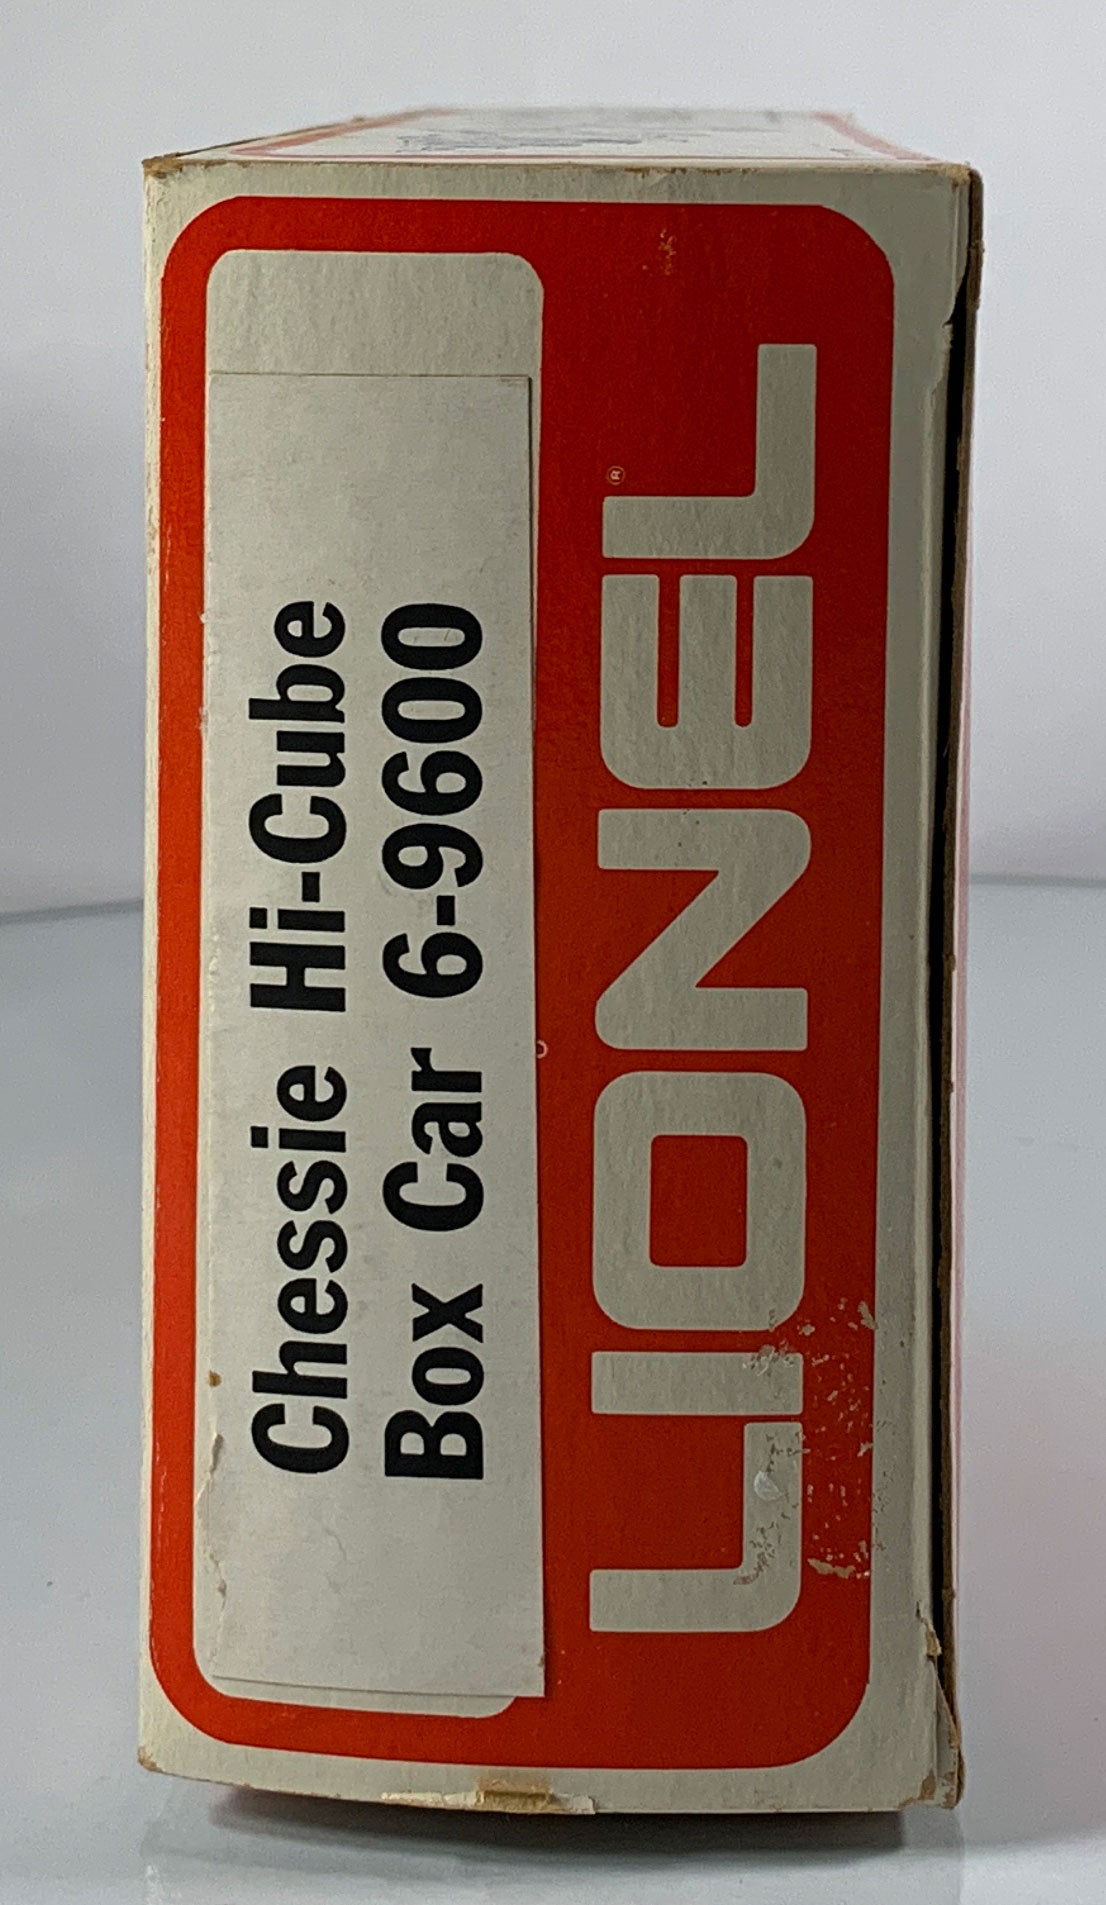 Chessie Hi-Cube
Box Car 6-9600
LIONEL®